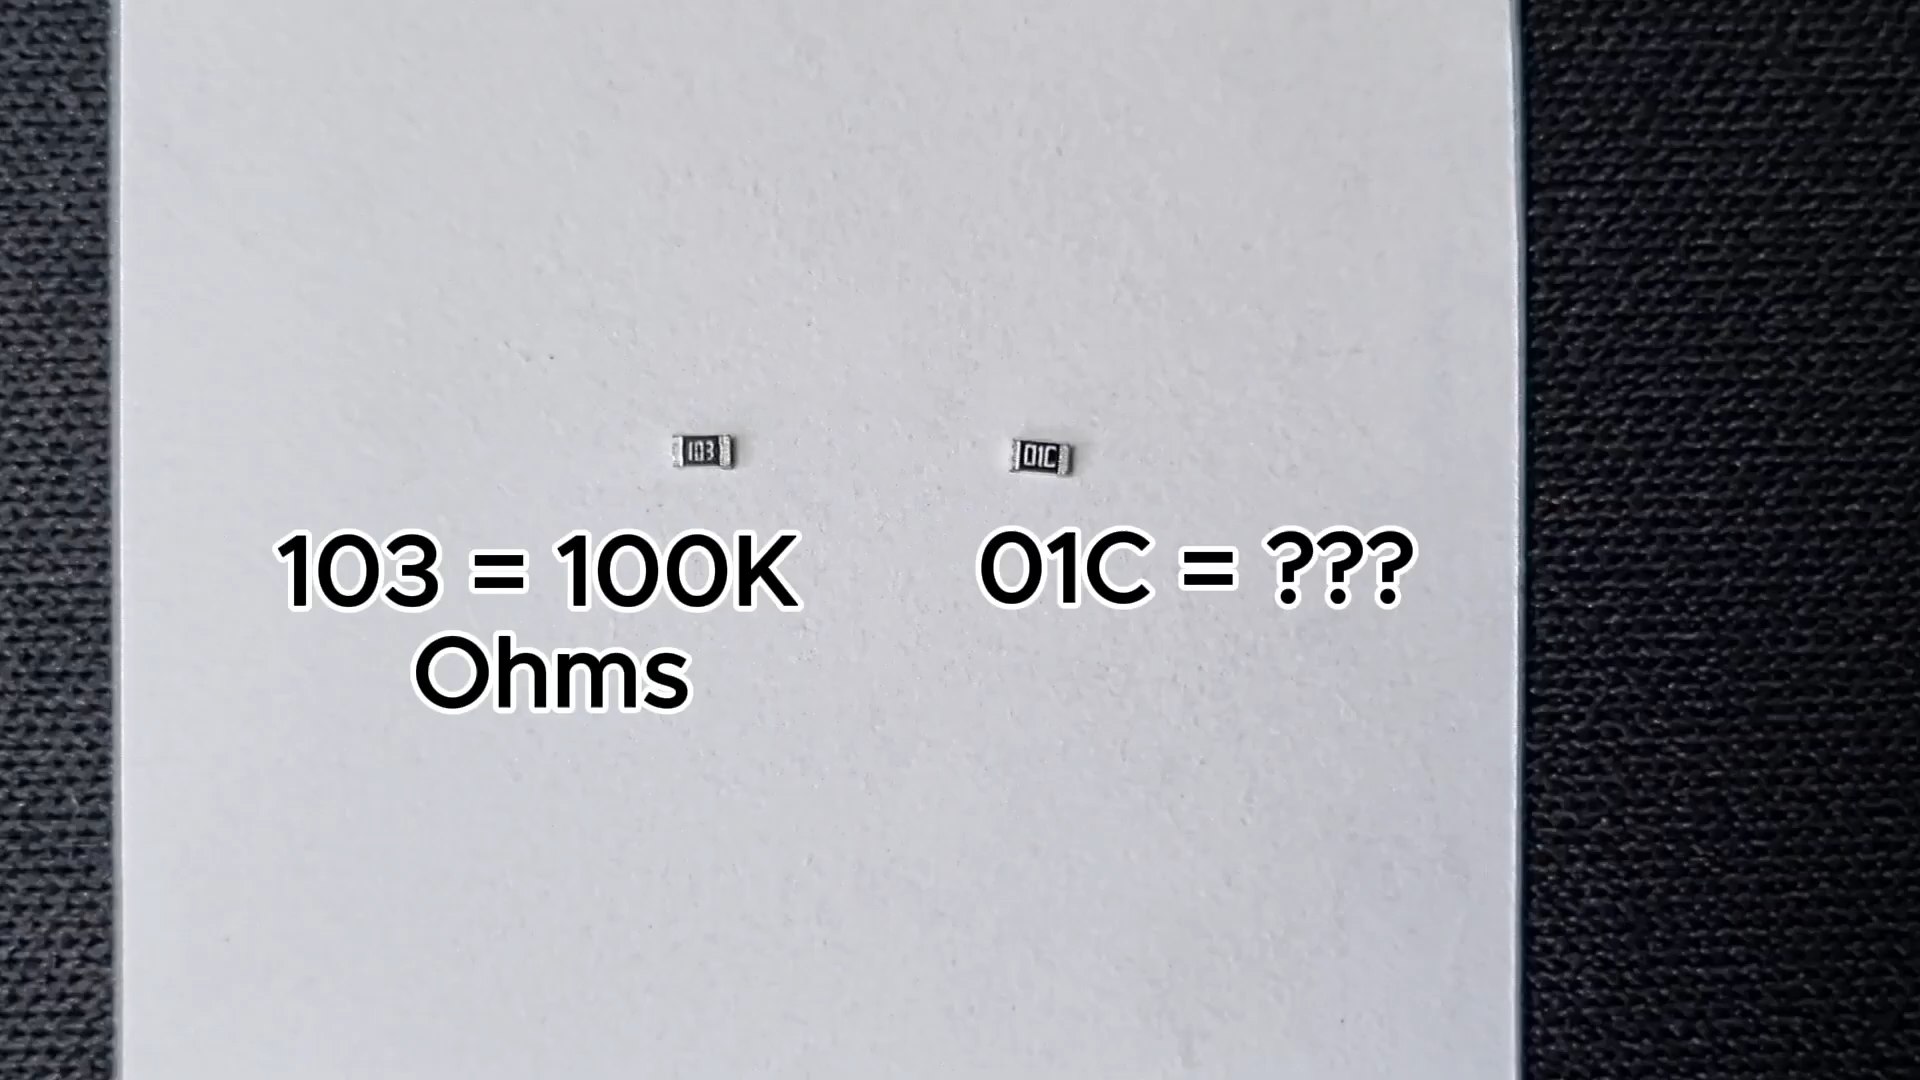 103
01C
103 = 100K
Ohms
01C = ???